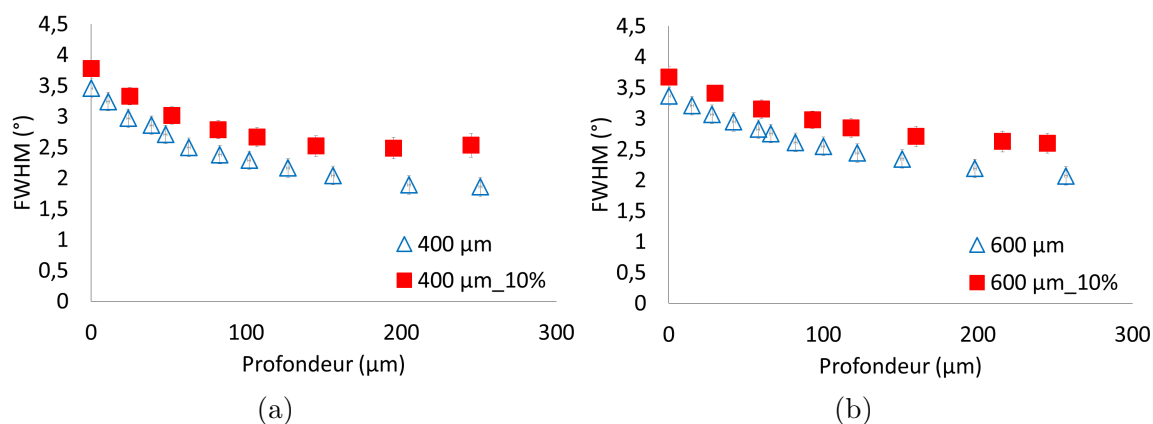 4,5
4
3,5
3
2,5
2
1,5
1
0,5
0
FWHM (°)
400 µm
400 µm_10%
0 100 200 300
Profondeur (µm)
(a)
4,5
4
3,5
3
2,5
2
1,5
1
0,5
0
FWHM (°)
600 µm
600 µm_10%
0 100 200 300
Profondeur (µm)
(b)